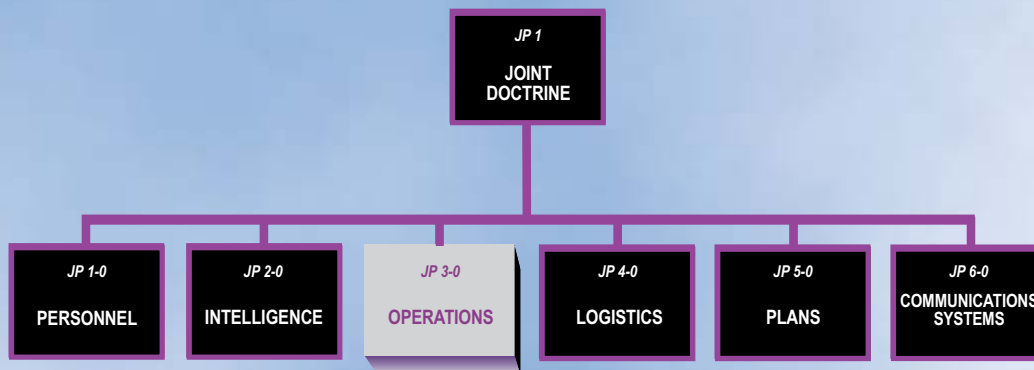 JP 1
JOINT
DOCTRINE
JP 1-0
PERSONNEL
JP 2-0
INTELLIGENCE
JP 3-0
OPERATIONS
JP 4-0
LOGISTICS
JP 5-0
PLANS
JP 6-0
COMMUNICATIONS
SYSTEMS